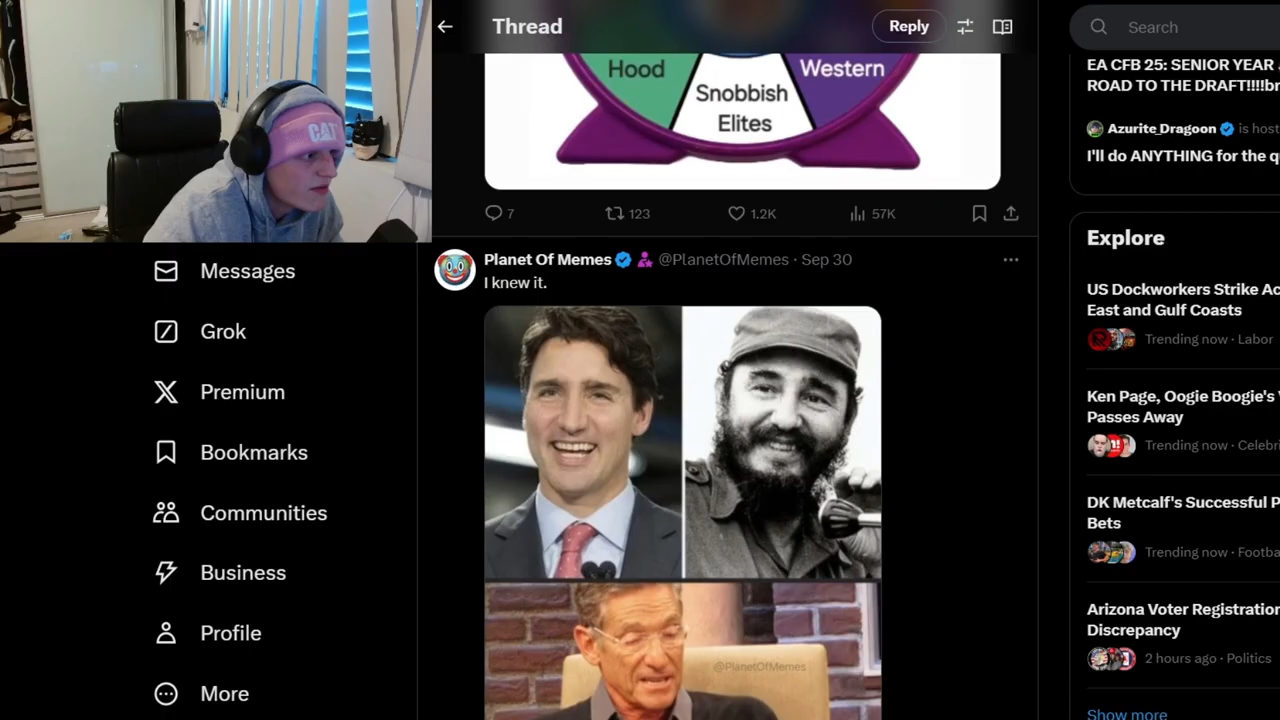 CAT
Messages
Grok
Premium
Bookmarks
Communities
Business
Profile
More
Thread
Reply
Hood
Snobbish
Elites
Western
7
123
1.2K
57K
Planet Of Memes @PlanetOfMemes · Sep 30
I knew it.
@PlanetOfMemes
Search
EA CFB 25: SENIOR YEAR
ROAD TO THE DRAFT!!!!br
Azurite_Dragoon is host
I'll do ANYTHING for the q
Explore
US Dockworkers Strike Ac
East and Gulf Coasts
Trending now · Labor
Ken Page, Oogie Boogie's
Passes Away
Trending now · Celebri
DK Metcalf's Successful P
Bets
Trending now · Footba
Arizona Voter Registration
Discrepancy
2 hours ago · Politics
Show more